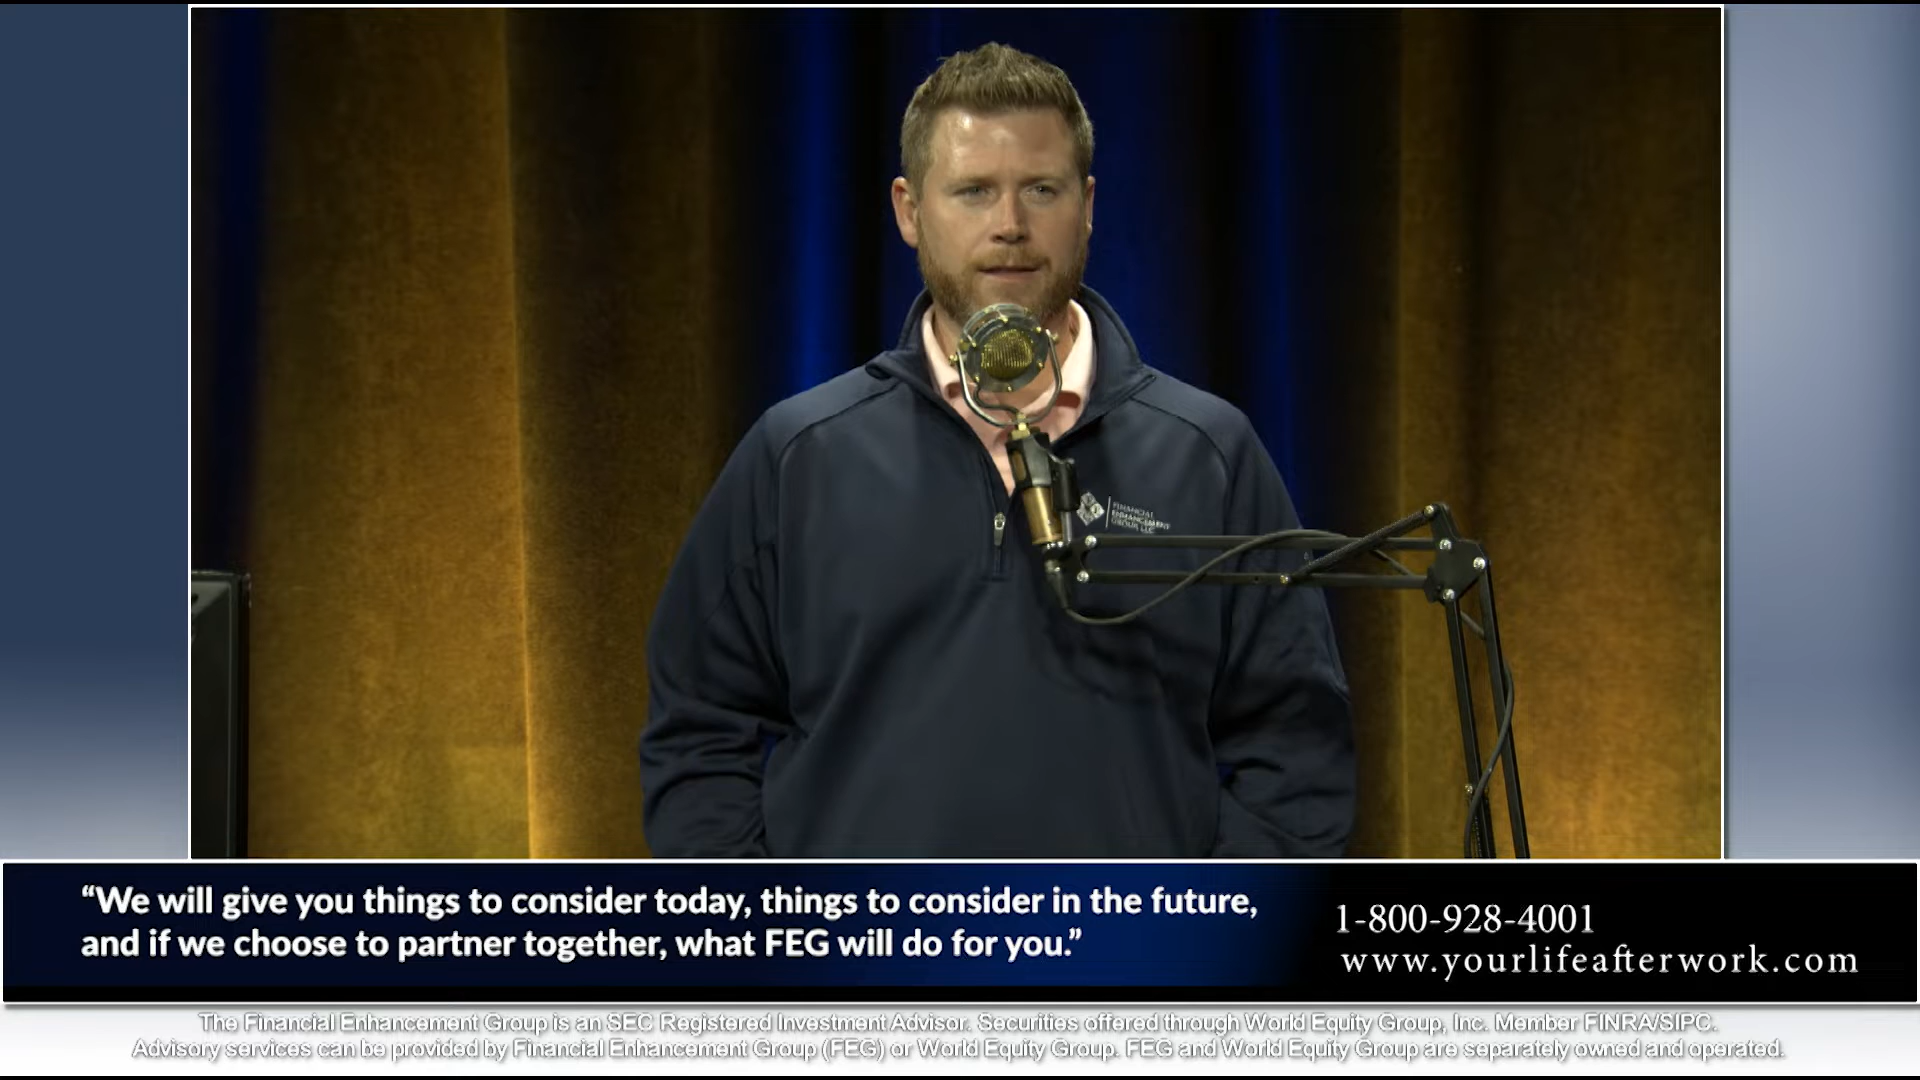 FINANCIAL
ENHANCEMENT
GROUP, LLC
“We will give you things to consider today, things to consider in the future,
and if we choose to partner together, what FEG will do for you.”
1-800-928-4001
www.yourlifeafterwork.com
The Financial Enhancement Group is an SEC Registered Investment Advisor. Securities offered through World Equity Group, Inc. Member FINRA/SIPC.
Advisory services can be provided by Financial Enhancement Group (FEG) or World Equity Group. FEG and World Equity Group are separately owned and operated.